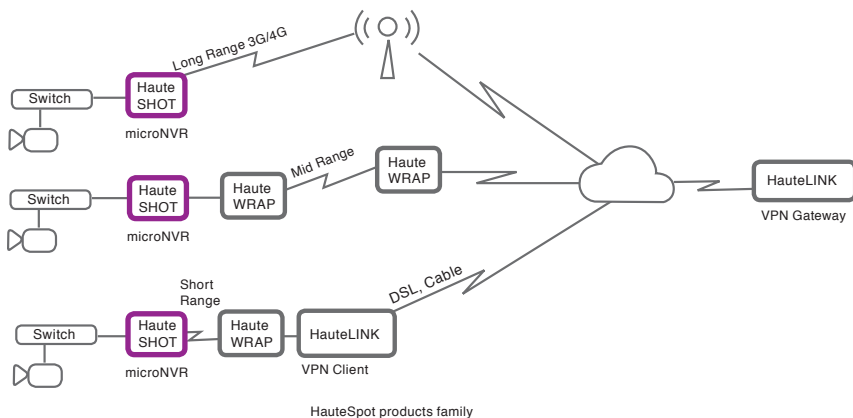 Long Range 3G/4G
Switch
Haute
SHOT
microNVR
Mid Range
Switch
Haute
SHOT
microNVR
Haute
WRAP
Haute
WRAP
HauteLINK
VPN Gateway
Short
Range
DSL, Cable
Switch
Haute
SHOT
microNVR
Haute
WRAP
HauteLINK
VPN Client
HauteSpot products family